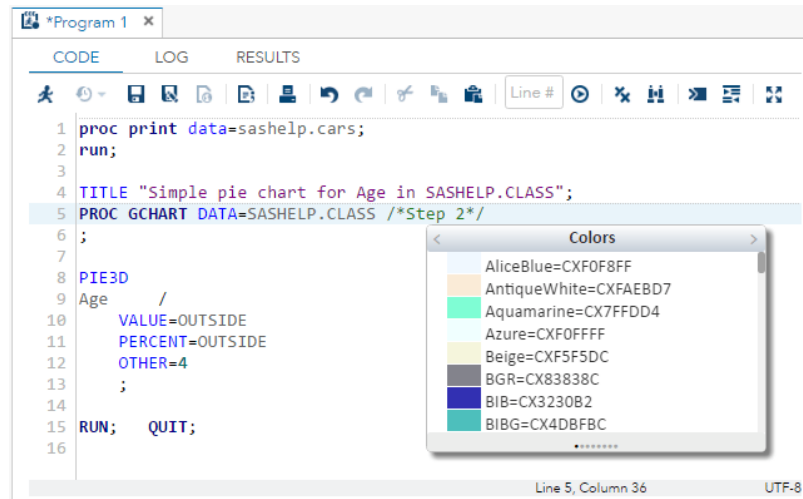 *Program 1 ×
CODE LOG RESULTS
Line #
1 proc print data=sashelp.cars;
2 run;
3
4 TITLE "Simple pie chart for Age in SASHELP.CLASS";
5 PROC GCHART DATA=SASHELP.CLASS /*Step 2*/
6 ;
7
8 PIE3D
9 Age /
10 VALUE=OUTSIDE
11 PERCENT=OUTSIDE
12 OTHER=4
13 ;
14
15 RUN; QUIT;
16
< Colors >
AliceBlue=CXF0F8FF
AntiqueWhite=CXFAEBD7
Aquamarine=CX7FFDD4
Azure=CXF0FFFF
Beige=CXF5F5DC
BGR=CX83838C
BIB=CX3230B2
BIBG=CX4DBFBC
Line 5, Column 36 UTF-8